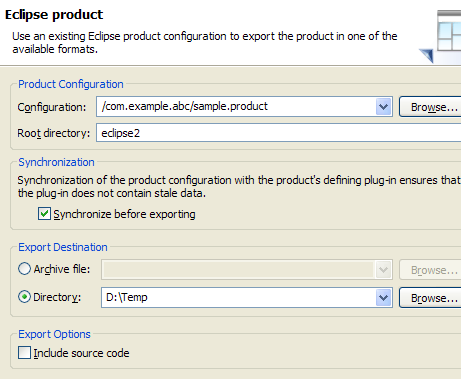 Eclipse product
Use an existing Eclipse product configuration to export the product in one of the
available formats.
Product Configuration
Configuration: /com.example.abc/sample.product Browse...
Root directory: eclipse2
Synchronization
Synchronization of the product configuration with the product's defining plug-in ensures that
the plug-in does not contain stale data.
Synchronize before exporting
Export Destination
Archive file: Browse...
Directory: D:\Temp Browse...
Export Options
Include source code